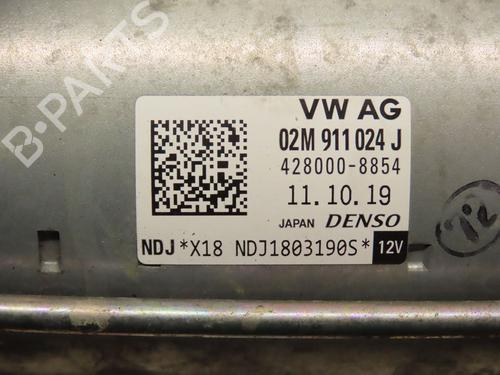 VW AG
02M 911 024 J
428000-8854
11.10.19
JAPAN DENSO
NDJ *X18 NDJ1803190S* 12V
B-PARTS